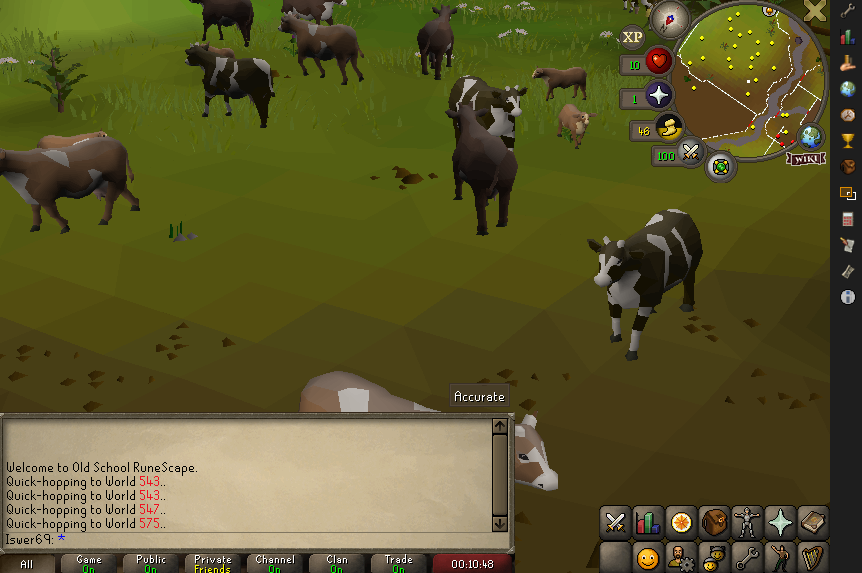 XP
10
1
46
100
WIKI
Accurate
Welcome to Old School RuneScape.
Quick-hopping to World 543..
Quick-hopping to World 543..
Quick-hopping to World 547..
Quick-hopping to World 575..
Iswer69: *
All
Game
On
Public
On
Private
Friends
Channel
On
Clan
On
Trade
On
00:10:48